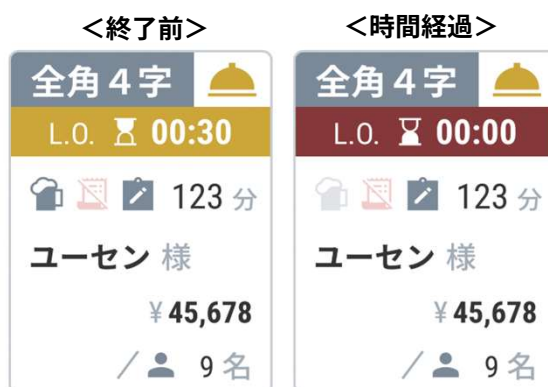 ＜終了前＞
全角４字
L.O. 00:30
123 分
ユーセン 様
¥ 45,678
／ 9 名
＜時間経過＞
全角４字
L.O. 00:00
123 分
ユーセン 様
¥ 45,678
／ 9 名